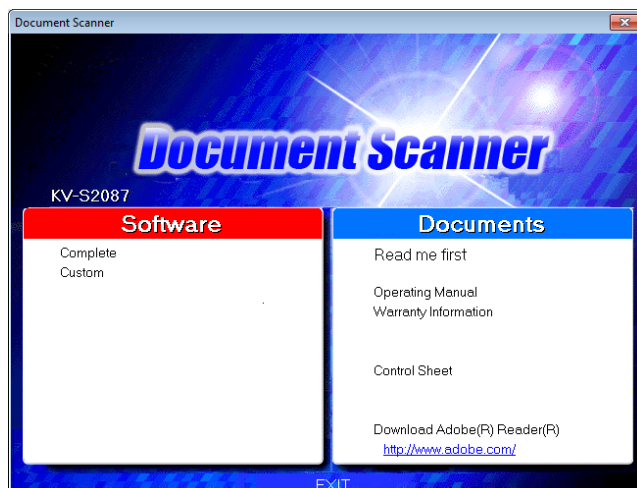 Document Scanner
Document Scanner
KV-S2087
Software
Complete
Custom
Documents
Read me first
Operating Manual
Warranty Information
Control Sheet
Download Adobe(R) Reader(R)
http://www.adobe.com/
EXIT